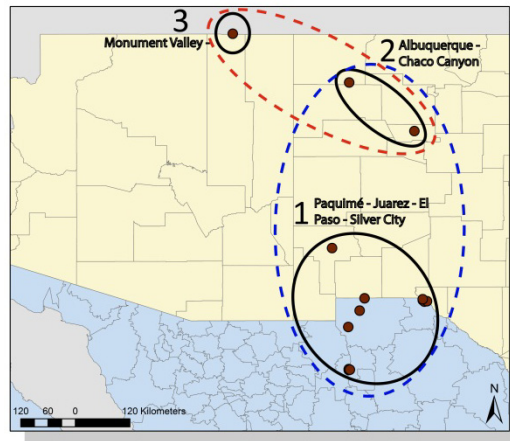 3
Monument Valley -
2
Albuquerque -
Chaco Canyon
1
Paquimé - Juarez - El
Paso - Silver City
N
120 60 0 120 Kilometers